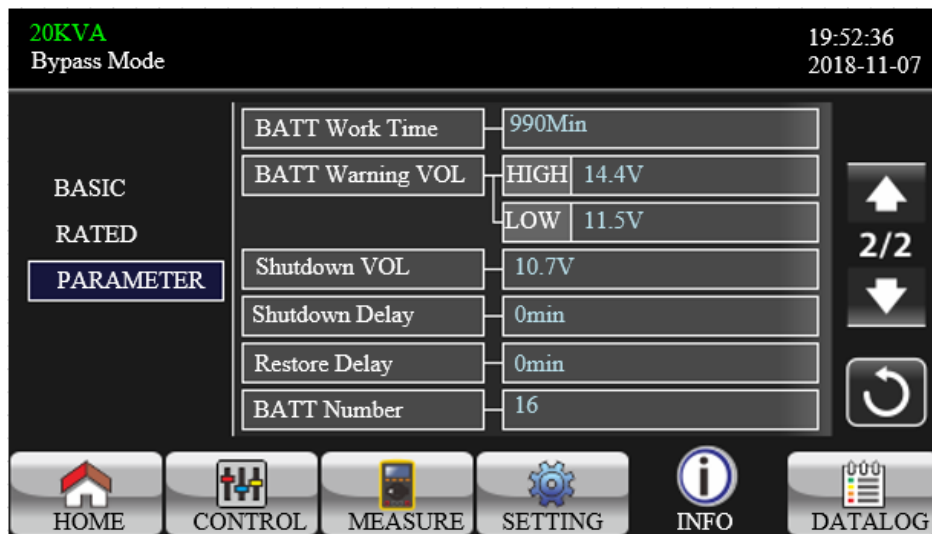 20KVA
19:52:36
Bypass Mode
2018-11-07
BASIC
RATED
PARAMETER
BATT Work Time
990Min
BATT Warning VOL
HIGH
14.4V
LOW
11.5V
Shutdown VOL
10.7V
Shutdown Delay
0min
Restore Delay
0min
BATT Number
16
2/2
HOME
CONTROL
MEASURE
SETTING
INFO
DATALOG